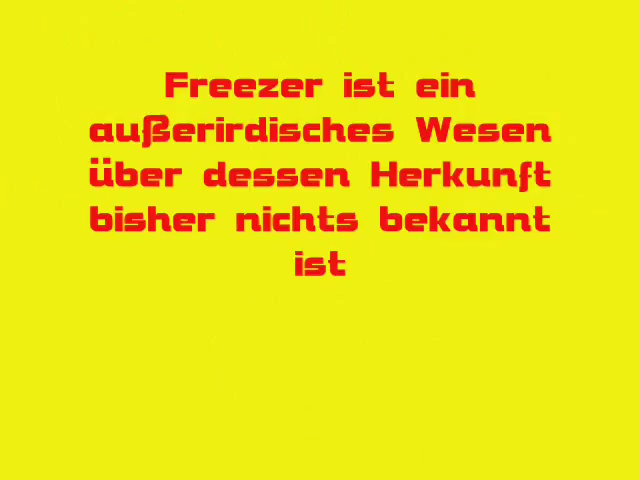 Freezer ist ein
außerirdisches Wesen
über dessen Herkunft
bisher nichts bekannt
ist